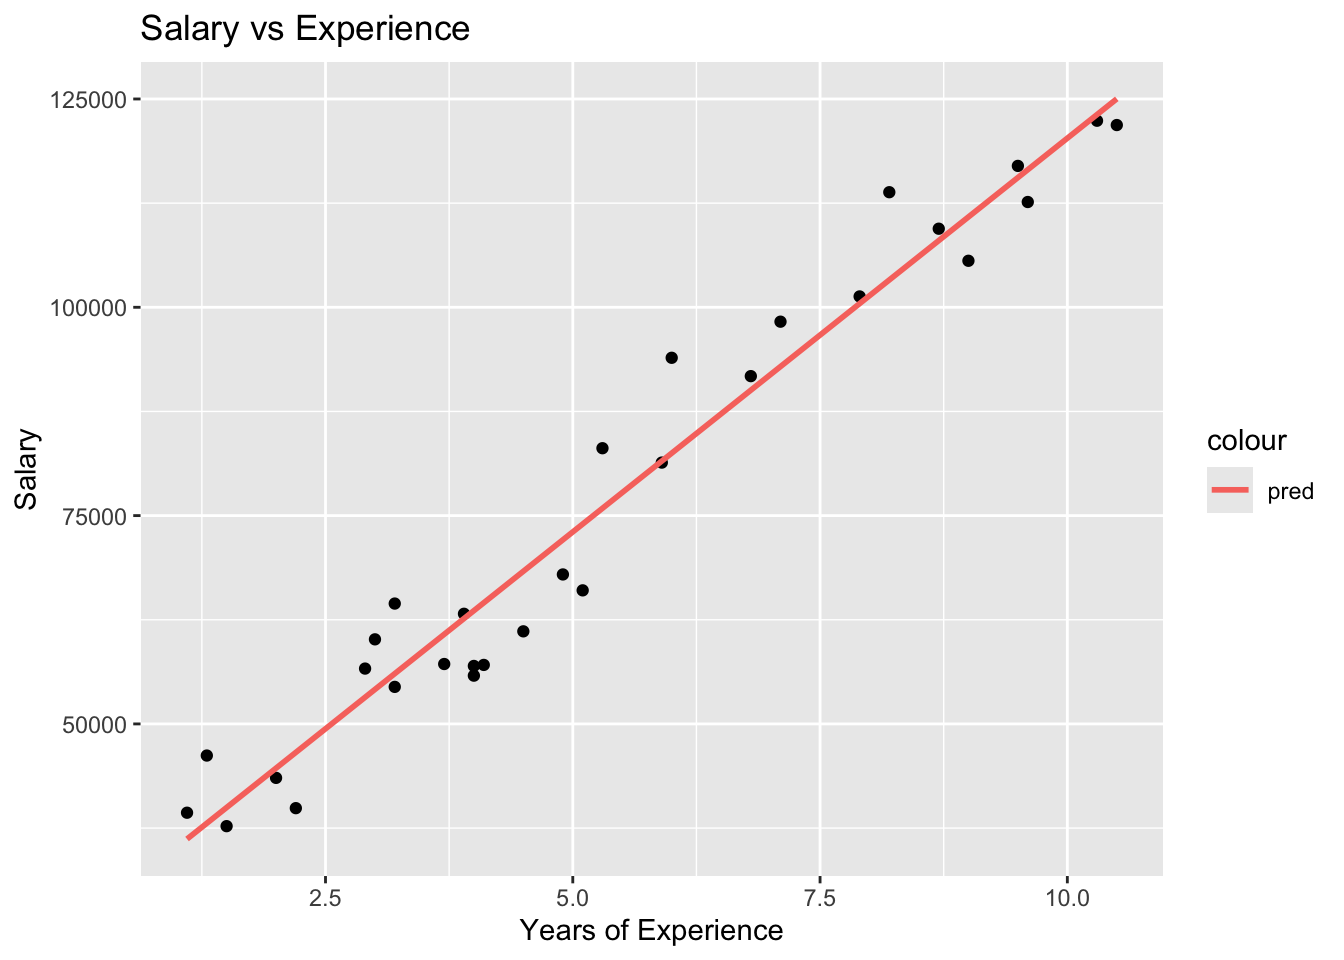 Salary vs Experience
125000
100000
75000
50000
Salary
2.5 5.0 7.5 10.0
Years of Experience
colour
pred